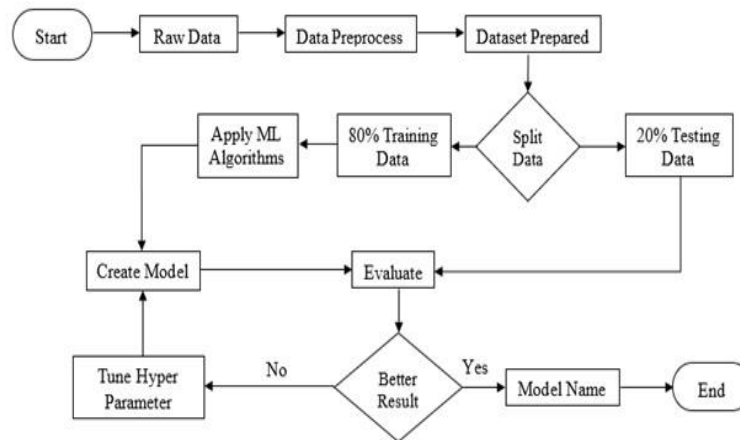 Start
Raw Data
Data Preprocess
Dataset Prepared
Apply ML
Algorithms
80% Training
Data
Split
Data
20% Testing
Data
Create Model
Evaluate
Tune Hyper
Parameter
No
Better
Result
Yes
Model Name
End